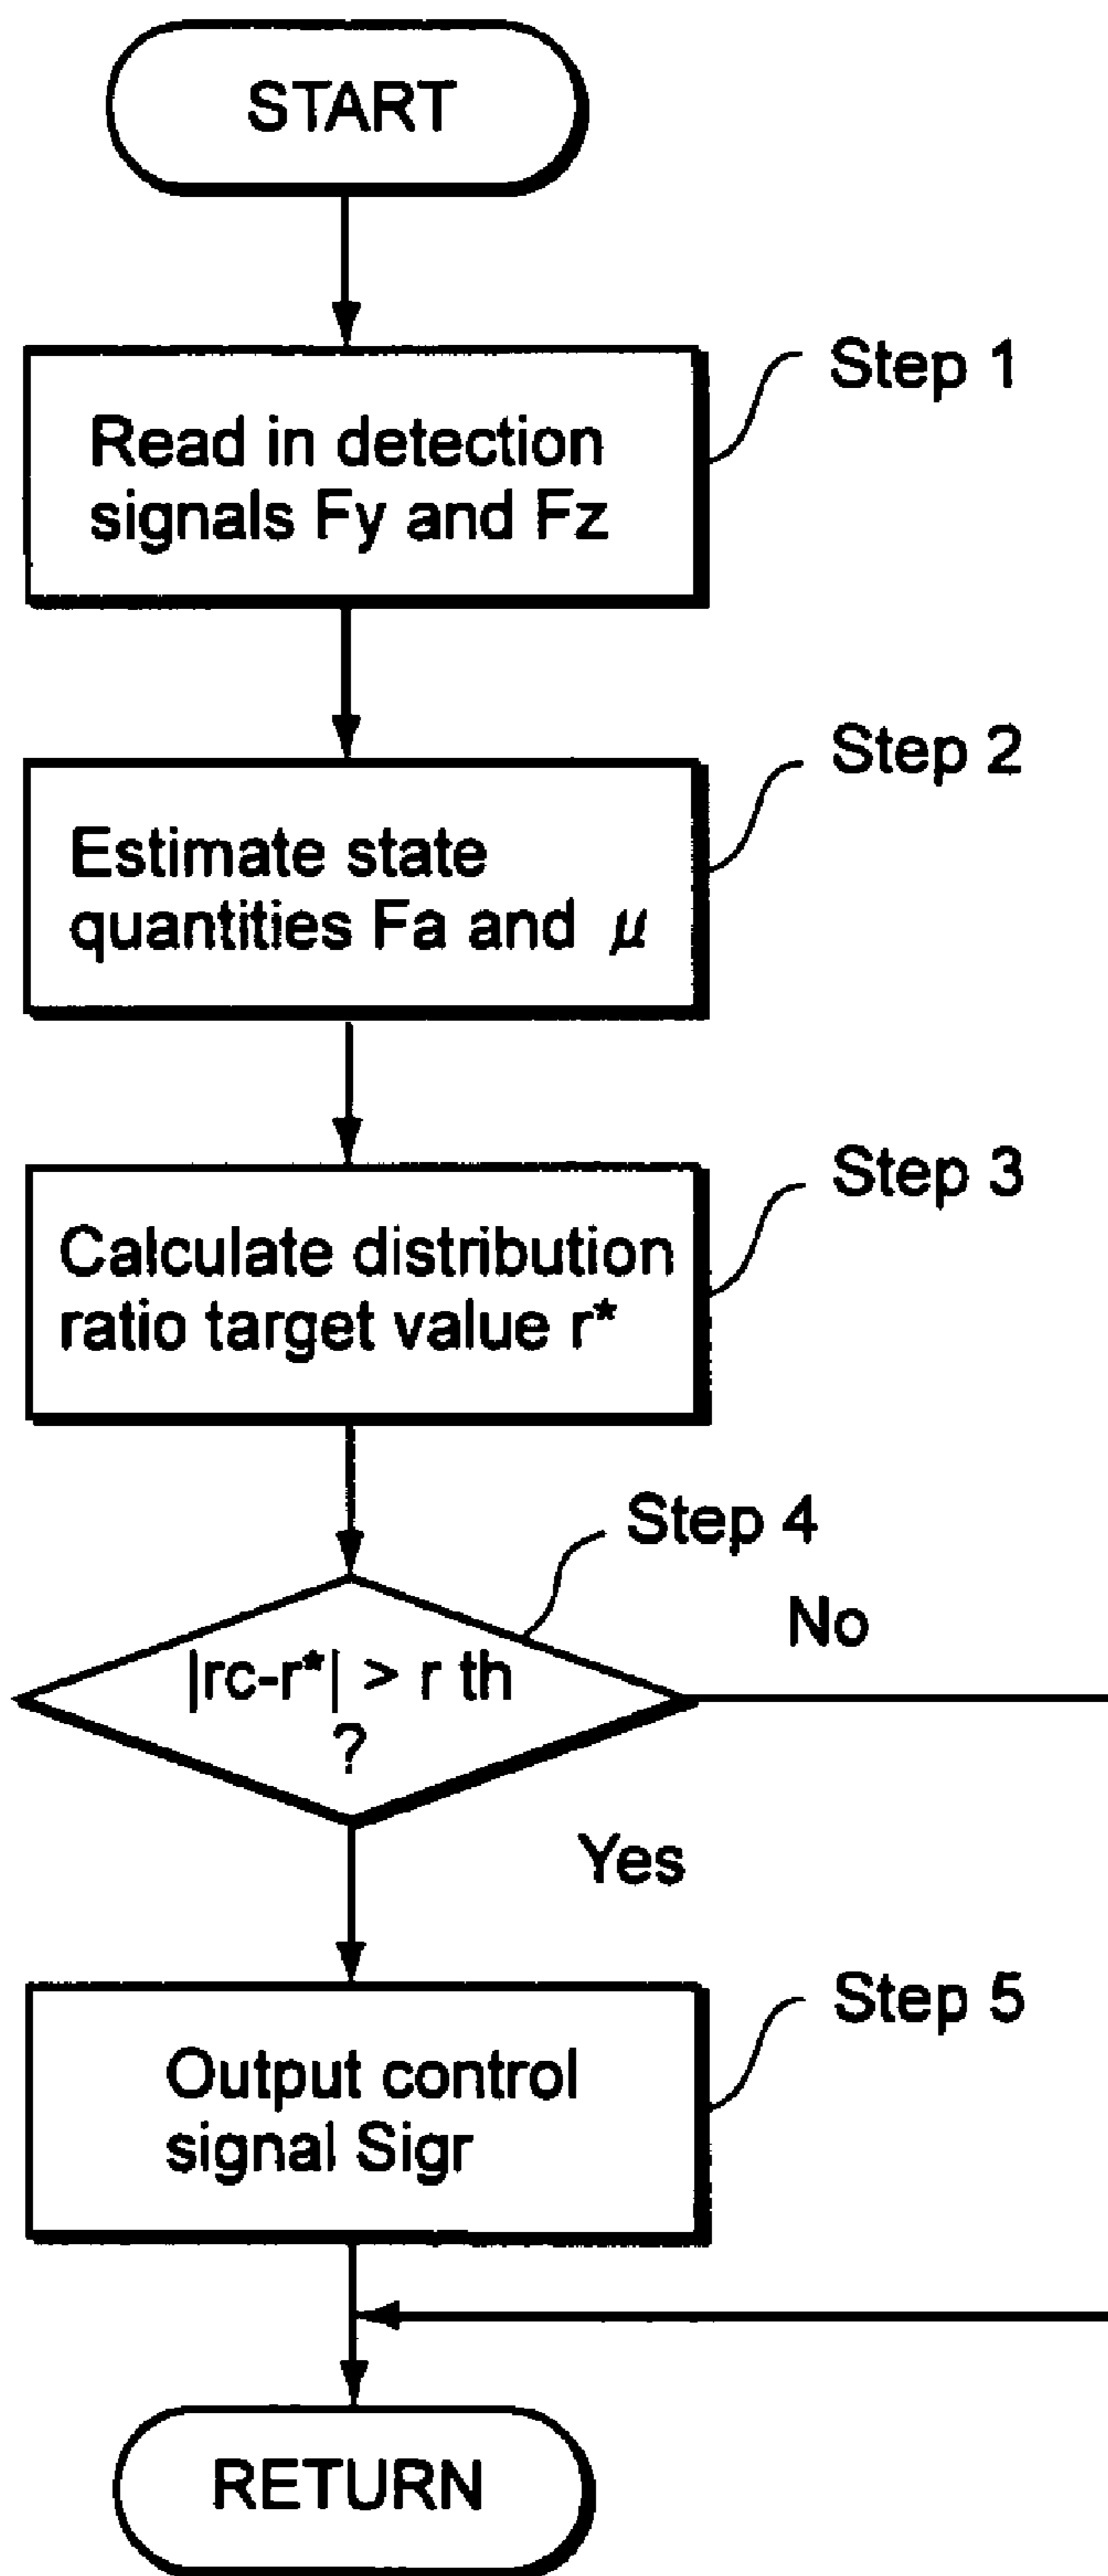 START
Step 1
Read in detection
signals Fy and Fz
Step 2
Estimate state
quantities Fa and μ
Step 3
Calculate distribution
ratio target value r*
Step 4
No
|rc-r*| > r th
?
Yes
Step 5
Output control
signal Sigr
RETURN